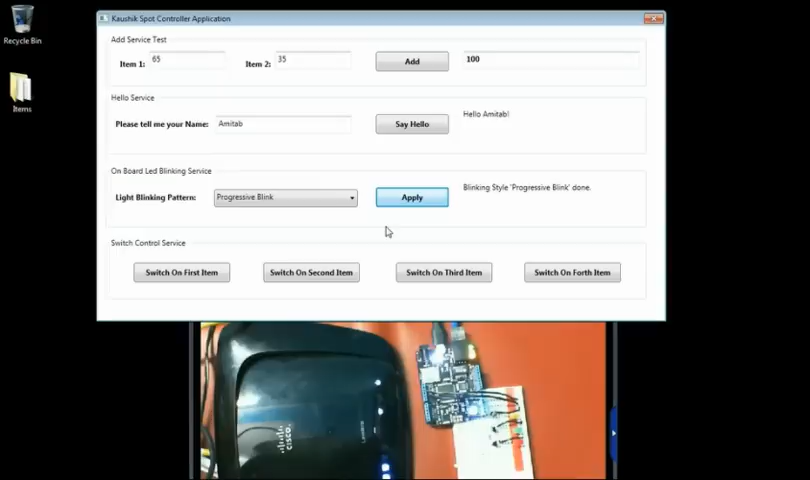 Kaushik Spot Controller Application
Recycle Bin
Items
Add Service Test
Item 1: 65 Item 2: 35 Add 100
Hello Service
Please tell me your Name: Amitab Say Hello Hello Amitab!
On Board Led Blinking Service
Light Blinking Pattern: Progressive Blink Apply Blinking Style 'Progressive Blink' done.
Switch Control Service
Switch On First Item Switch On Second Item Switch On Third Item Switch On Forth Item
CISCO